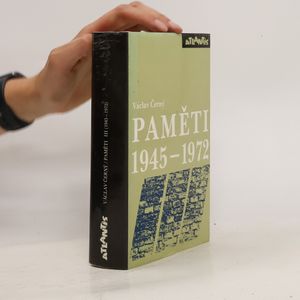 ATLANTIS
Václav Černý
PAMĚTI
1945–1972
VÁCLAV ČERNÝ / PAMĚTI III (1945–1972)
ATLANTIS